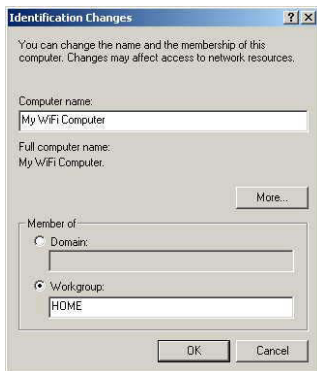 Identification Changes
You can change the name and the membership of this
computer. Changes may affect access to network resources.
Computer name:
My WiFi Computer
Full computer name:
My WiFi Computer.
More...
Member of
Domain:
Workgroup:
HOME
OK Cancel